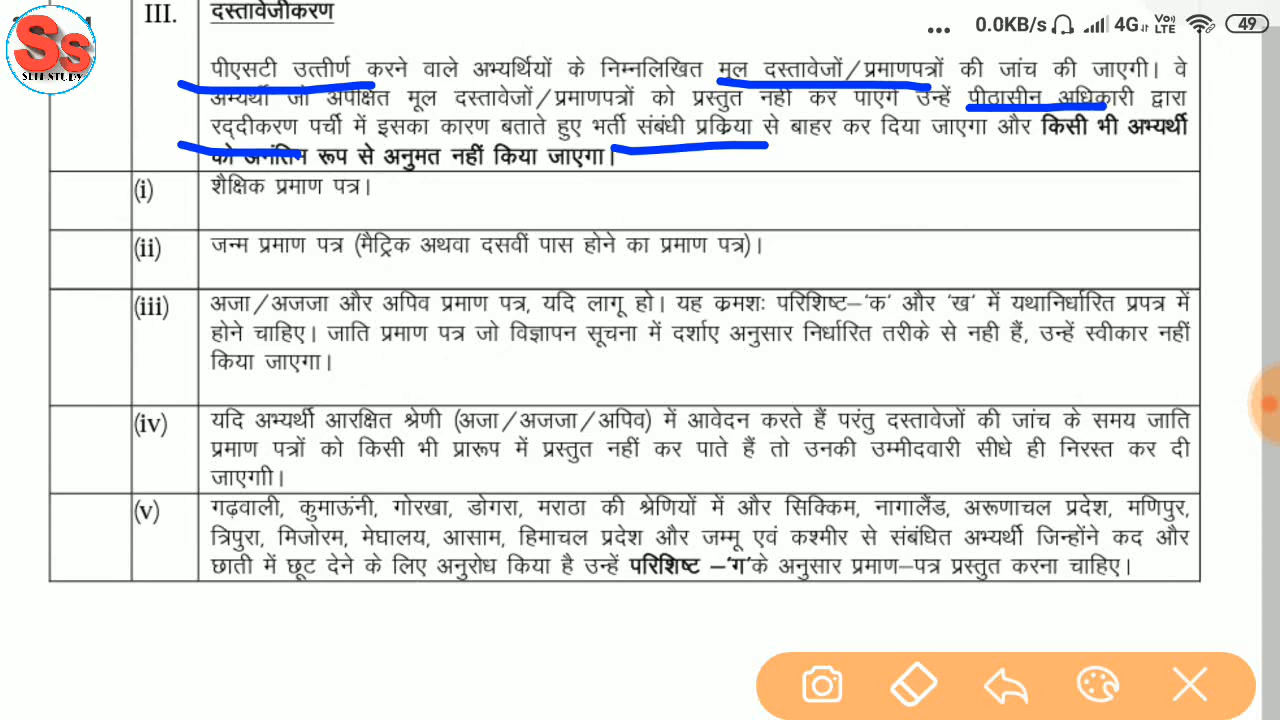 0.0KB/s 4G VoLTE 49
Ss
SELF STUDY
III. दस्तावेजीकरण
पीएसटी उत्तीर्ण करने वाले अभ्यर्थियों के निम्नलिखित मूल दस्तावेजों/प्रमाणपत्रों की जांच की जाएगी। वे
अभ्यर्थी जो अपेक्षित मूल दस्तावेजों/प्रमाणपत्रों को प्रस्तुत नहीं कर पाएंगे उन्हें पीठासीन अधिकारी द्वारा
रद्दीकरण पर्ची में इसका कारण बताते हुए भर्ती संबंधी प्रक्रिया से बाहर कर दिया जाएगा और किसी भी अभ्यर्थी
को अनंतिम रूप से अनुमत नहीं किया जाएगा।
(i) शैक्षिक प्रमाण पत्र।
(ii) जन्म प्रमाण पत्र (मैट्रिक अथवा दसवीं पास होने का प्रमाण पत्र)।
(iii) अजा/अजजा और अपिव प्रमाण पत्र, यदि लागू हो। यह क्रमशः परिशिष्ट–'क' और 'ख' में यथानिर्धारित प्रपत्र में
होने चाहिए। जाति प्रमाण पत्र जो विज्ञापन सूचना में दर्शाए अनुसार निर्धारित तरीके से नही हैं, उन्हें स्वीकार नहीं
किया जाएगा।
(iv) यदि अभ्यर्थी आरक्षित श्रेणी (अजा/अजजा/अपिव) में आवेदन करते हैं परंतु दस्तावेजों की जांच के समय जाति
प्रमाण पत्रों को किसी भी प्रारूप में प्रस्तुत नहीं कर पाते हैं तो उनकी उम्मीदवारी सीधे ही निरस्त कर दी
जाएगाी।
(v) गढ़वाली, कुमाऊंनी, गोरखा, डोगरा, मराठा की श्रेणियों में और सिक्किम, नागालैंड, अरूणाचल प्रदेश, मणिपुर,
त्रिपुरा, मिजोरम, मेघालय, आसाम, हिमाचल प्रदेश और जम्मू एवं कश्मीर से संबंधित अभ्यर्थी जिन्होंने कद और
छाती में छूट देने के लिए अनुरोध किया है उन्हें परिशिष्ट –'ग'के अनुसार प्रमाण–पत्र प्रस्तुत करना चाहिए।